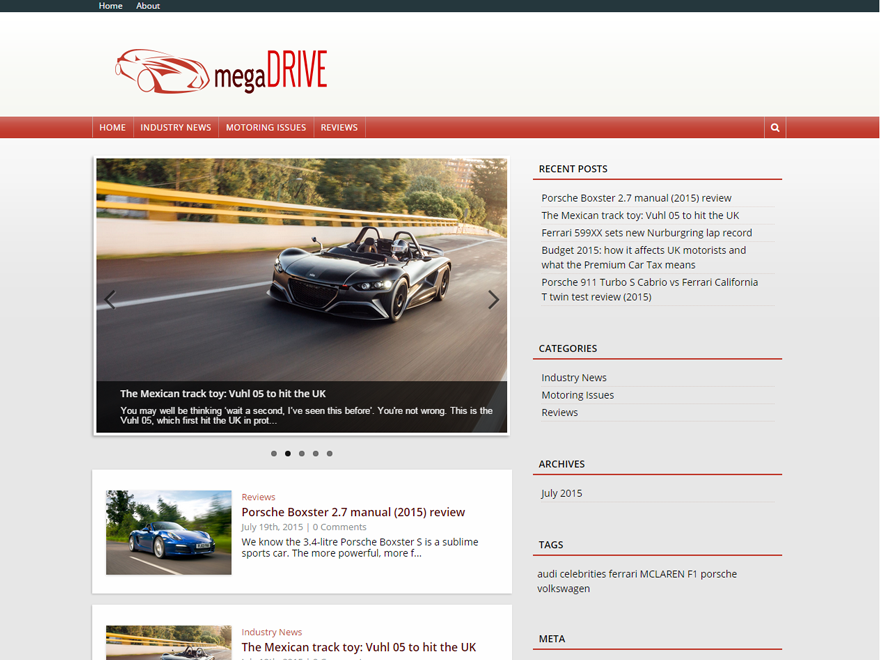 Home About
megaDRIVE
HOME INDUSTRY NEWS MOTORING ISSUES REVIEWS
The Mexican track toy: Vuhl 05 to hit the UK
You may well be thinking 'wait a second, I've seen this before'. You're not wrong. This is the
Vuhl 05, which first hit the UK in prot...
Reviews
Porsche Boxster 2.7 manual (2015) review
July 19th, 2015 | 0 Comments
We know the 3.4-litre Porsche Boxster S is a sublime
sports car. The more powerful, more f...
Industry News
The Mexican track toy: Vuhl 05 to hit the UK
RECENT POSTS
Porsche Boxster 2.7 manual (2015) review
The Mexican track toy: Vuhl 05 to hit the UK
Ferrari 599XX sets new Nurburgring lap record
Budget 2015: how it affects UK motorists and
what the Premium Car Tax means
Porsche 911 Turbo S Cabrio vs Ferrari California
T twin test review (2015)
CATEGORIES
Industry News
Motoring Issues
Reviews
ARCHIVES
July 2015
TAGS
audi celebrities ferrari MCLAREN F1 porsche
volkswagen
META